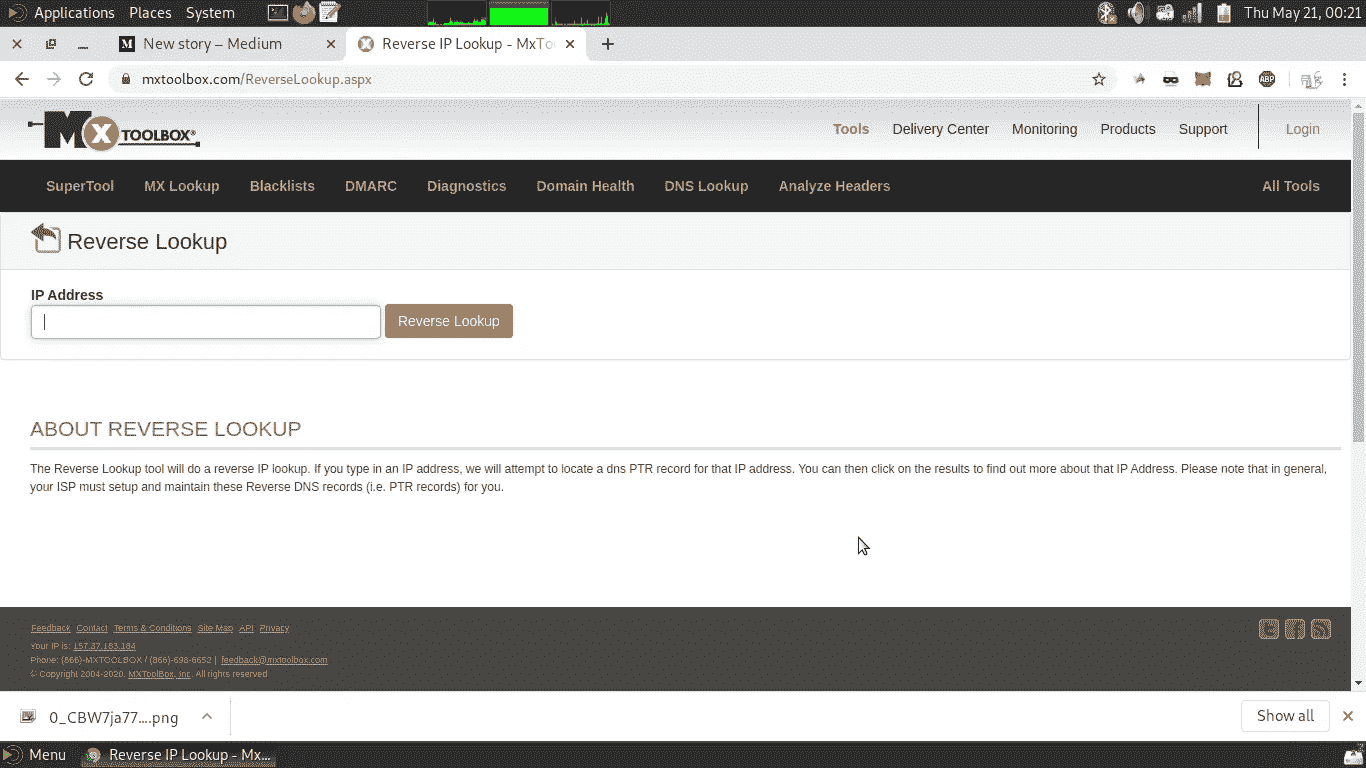 Applications Places System Thu May 21, 00:21
New story – Medium Reverse IP Lookup - MxTo
mxtoolbox.com/ReverseLookup.aspx ABP
MX TOOLBOX® Tools Delivery Center Monitoring Products Support Login
SuperTool MX Lookup Blacklists DMARC Diagnostics Domain Health DNS Lookup Analyze Headers All Tools
Reverse Lookup
IP Address
Reverse Lookup
ABOUT REVERSE LOOKUP
The Reverse Lookup tool will do a reverse IP lookup. If you type in an IP address, we will attempt to locate a dns PTR record for that IP address. You can then click on the results to find out more about that IP Address. Please note that in general,
your ISP must setup and maintain these Reverse DNS records (i.e. PTR records) for you.
Feedback Contact Terms & Conditions Site Map API Privacy
Your IP is:
Phone: (866)-MXTOOLBOX / (866)-698-6652 | feedback@mxtoolbox.com
© Copyright 2004-2020, MXToolBox, Inc. All rights reserved
0_CBW7ja77....png Show all
Menu Reverse IP Lookup - Mx...